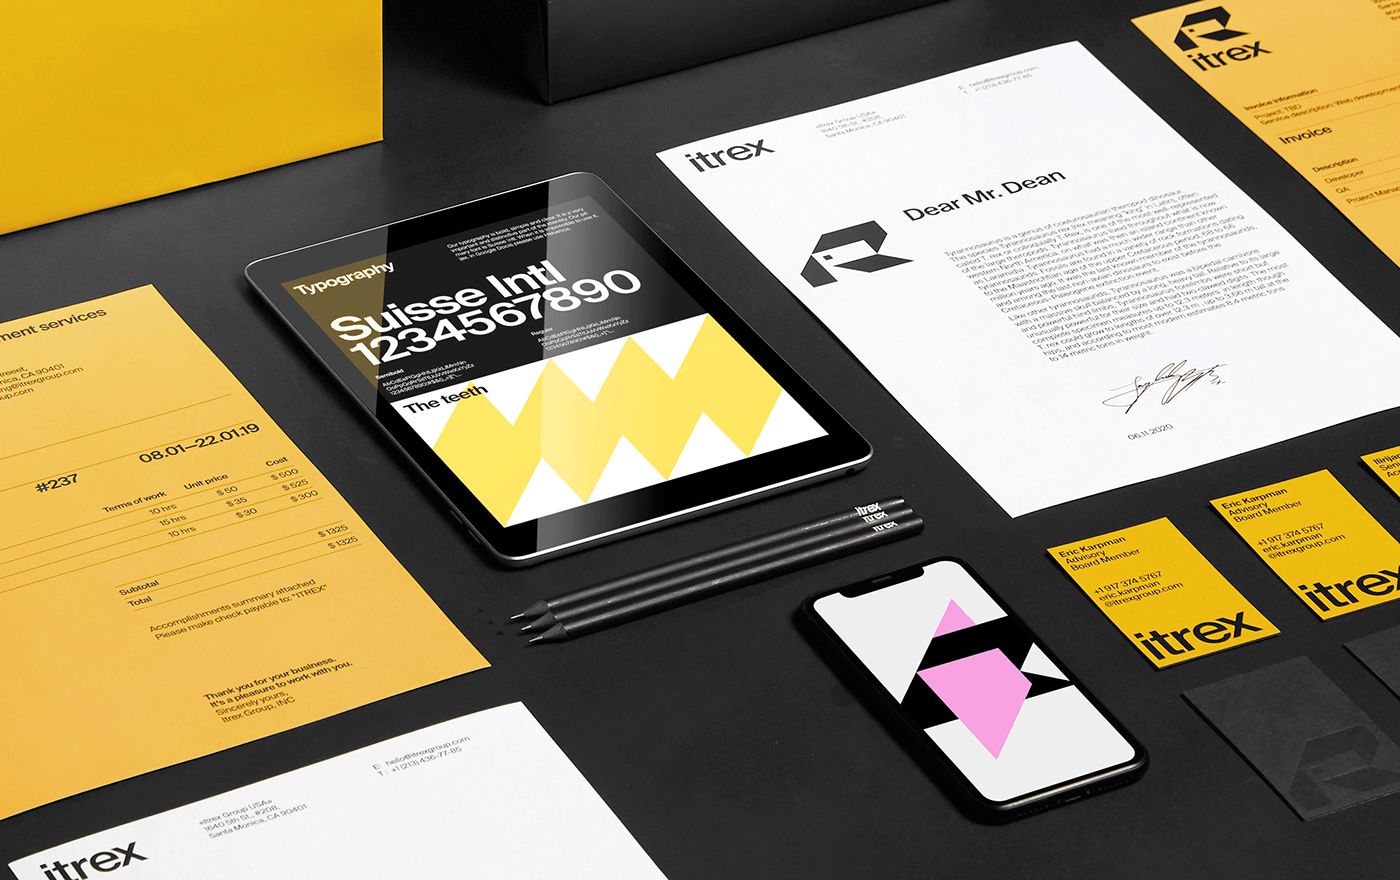 ment services
treet,
nica, CA 90401
ng@itrexgroup.com
#237
08.01—22.01.19
Terms of work Unit price Cost
10 hrs $ 50 $ 500
15 hrs $ 35 $ 525
10 hrs $ 30 $ 300
Subtotal $ 1325
Total $ 1325
Accomplishments summary attached
Please make check payable to: "ITREX"
Thank you for your business.
It's a pleasure to work with you.
Sincerely yours,
Itrex Group, INC
itrex
«Itrex Group USA»
1640 5th St., #208,
Santa Monica, CA 90401
E: hello@itrexgroup.com
T: +1 (213) 436-77-85
Typography
Our typography is bold, simple and clear. It is a very
important and distinctive part of the identity. Our pri
mary font is Suisse Intl. When it is impossible to use it,
Suisse Intl
1234567890
Semibold
Regular
The teeth
itrex
itrex
itrex
itrex
«Itrex Group USA»
1640 5th St., #208,
Santa Monica, CA 90401
E: hello@itrexgroup.com
T: +1 (213) 436-77-85
Dear Mr. Dean
Tyrannosaurus is a genus of coelurosaurian theropod dinosaur.
The species Tyrannosaurus rex (rex meaning "king" in Latin), often
called T. rex or colloquially T-Rex, is one of the most well-represented
of the large theropods. Tyrannosaurus lived throughout what is now
western North America, on what was then an island continent known
as Laramidia. Tyrannosaurus had a much wider range than other
tyrannosaurids. Fossils are found in a variety of rock formations dating
to the Maastrichtian age of the upper Cretaceous Period, 68 to 66
million years ago. It was the last known member of the tyrannosaurids,
and among the last non-avian dinosaurs to exist before the
Cretaceous–Paleogene extinction event.
Like other tyrannosaurids, Tyrannosaurus was a bipedal carnivore
with a massive skull balanced by a long, heavy tail. Relative to its large
and powerful hind limbs, Tyrannosaurus forelimbs were short but
unusually powerful for their size and had two clawed digits. The most
complete specimen measures up to 12.3 meters in length though
T. rex could grow to lengths of over 12.3 m, up to 3.66 m tall at the
hips, and according to most modern estimates 8.4 metric tons
to 14 metric tons in weight.
06.11.2020
itrex
Invoice information
Project: TBD
Service description: Web development
Invoice
Description
Developer
QA
Project Manag
Eric Karpman
Advisory
Board Member
+1 917 374 5767
eric.karpman
@itrexgroup.com
itrex
Eric Karpman
Advisory
Board Member
+1 917 374 5767
eric.karpman
@itrexgroup.com
itrex